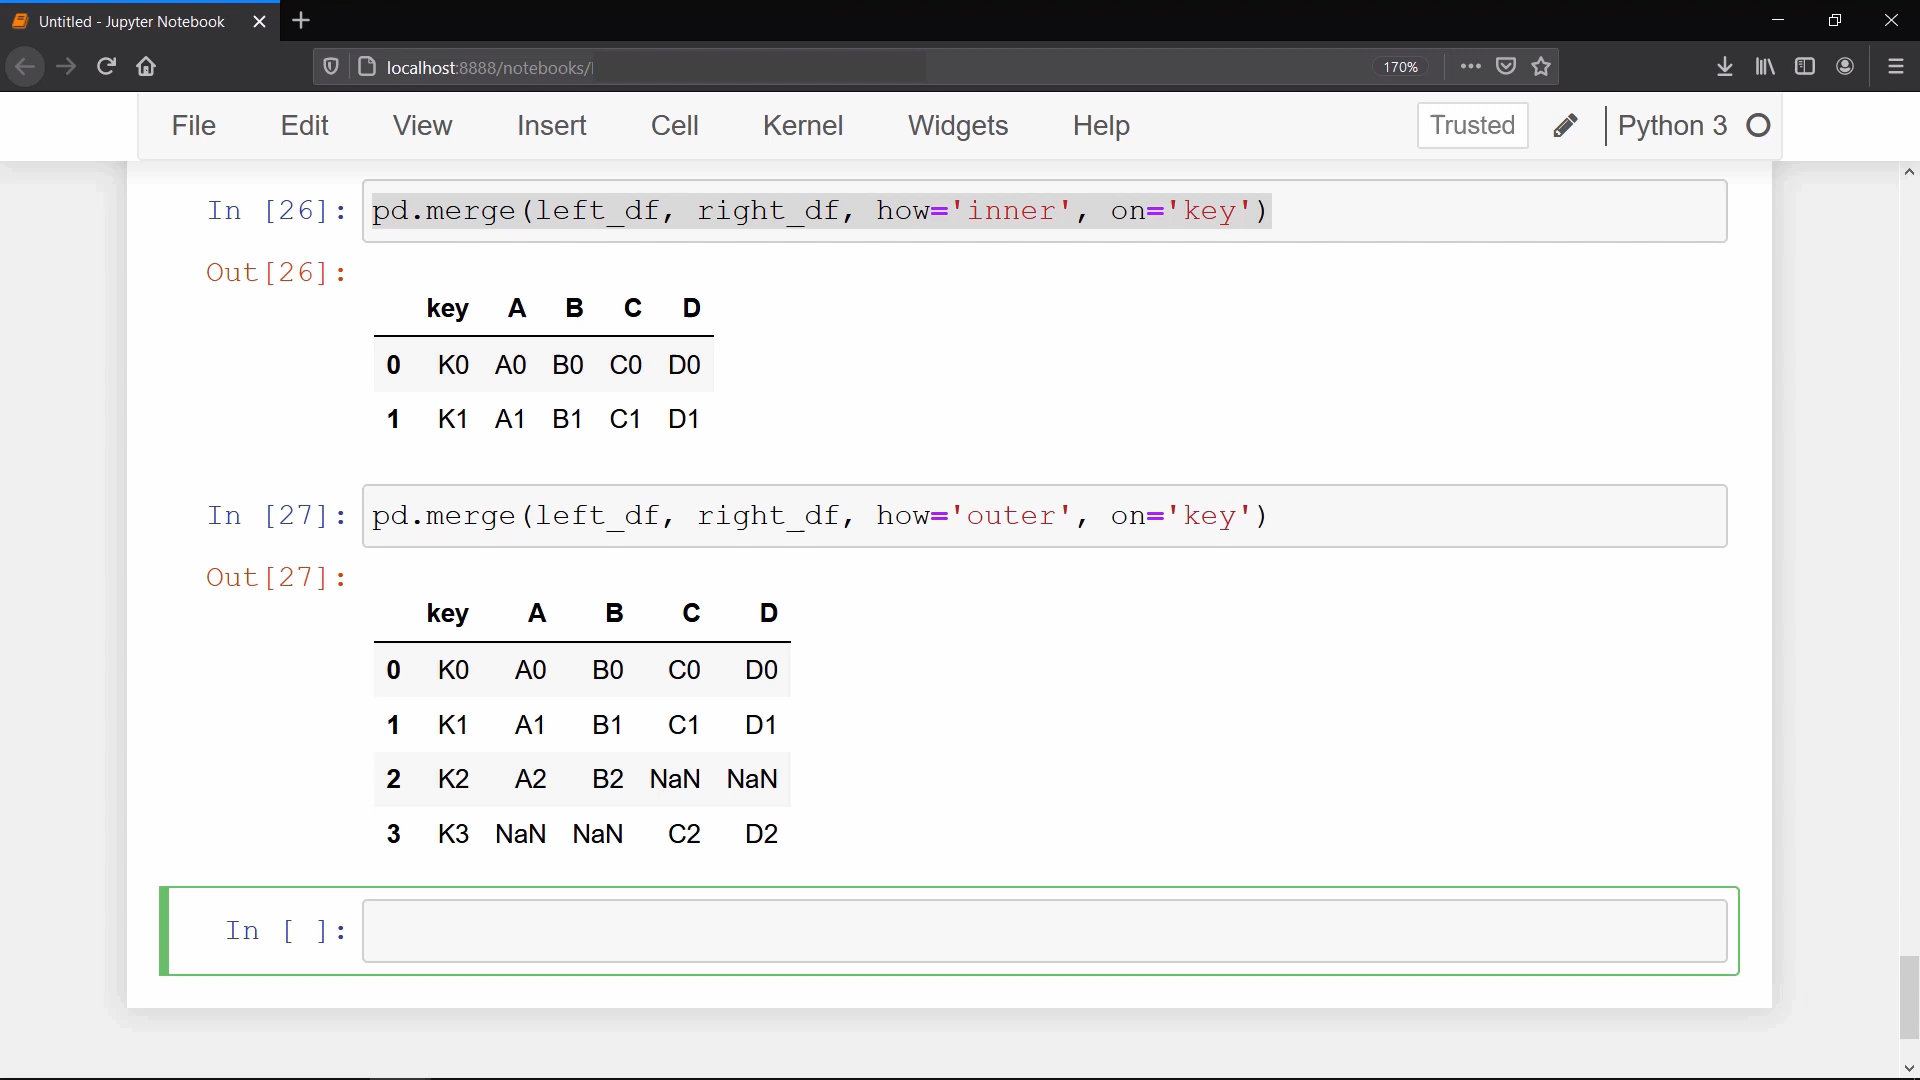 Untitled - Jupyter Notebook
localhost:8888/notebooks/
170%
File Edit View Insert Cell Kernel Widgets Help Trusted Python 3
In [26]: pd.merge(left_df, right_df, how='inner', on='key')
Out[26]:
key A B C D
0 K0 A0 B0 C0 D0
1 K1 A1 B1 C1 D1
In [27]: pd.merge(left_df, right_df, how='outer', on='key')
Out[27]:
key A B C D
0 K0 A0 B0 C0 D0
1 K1 A1 B1 C1 D1
2 K2 A2 B2 NaN NaN
3 K3 NaN NaN C2 D2
In [ ]: